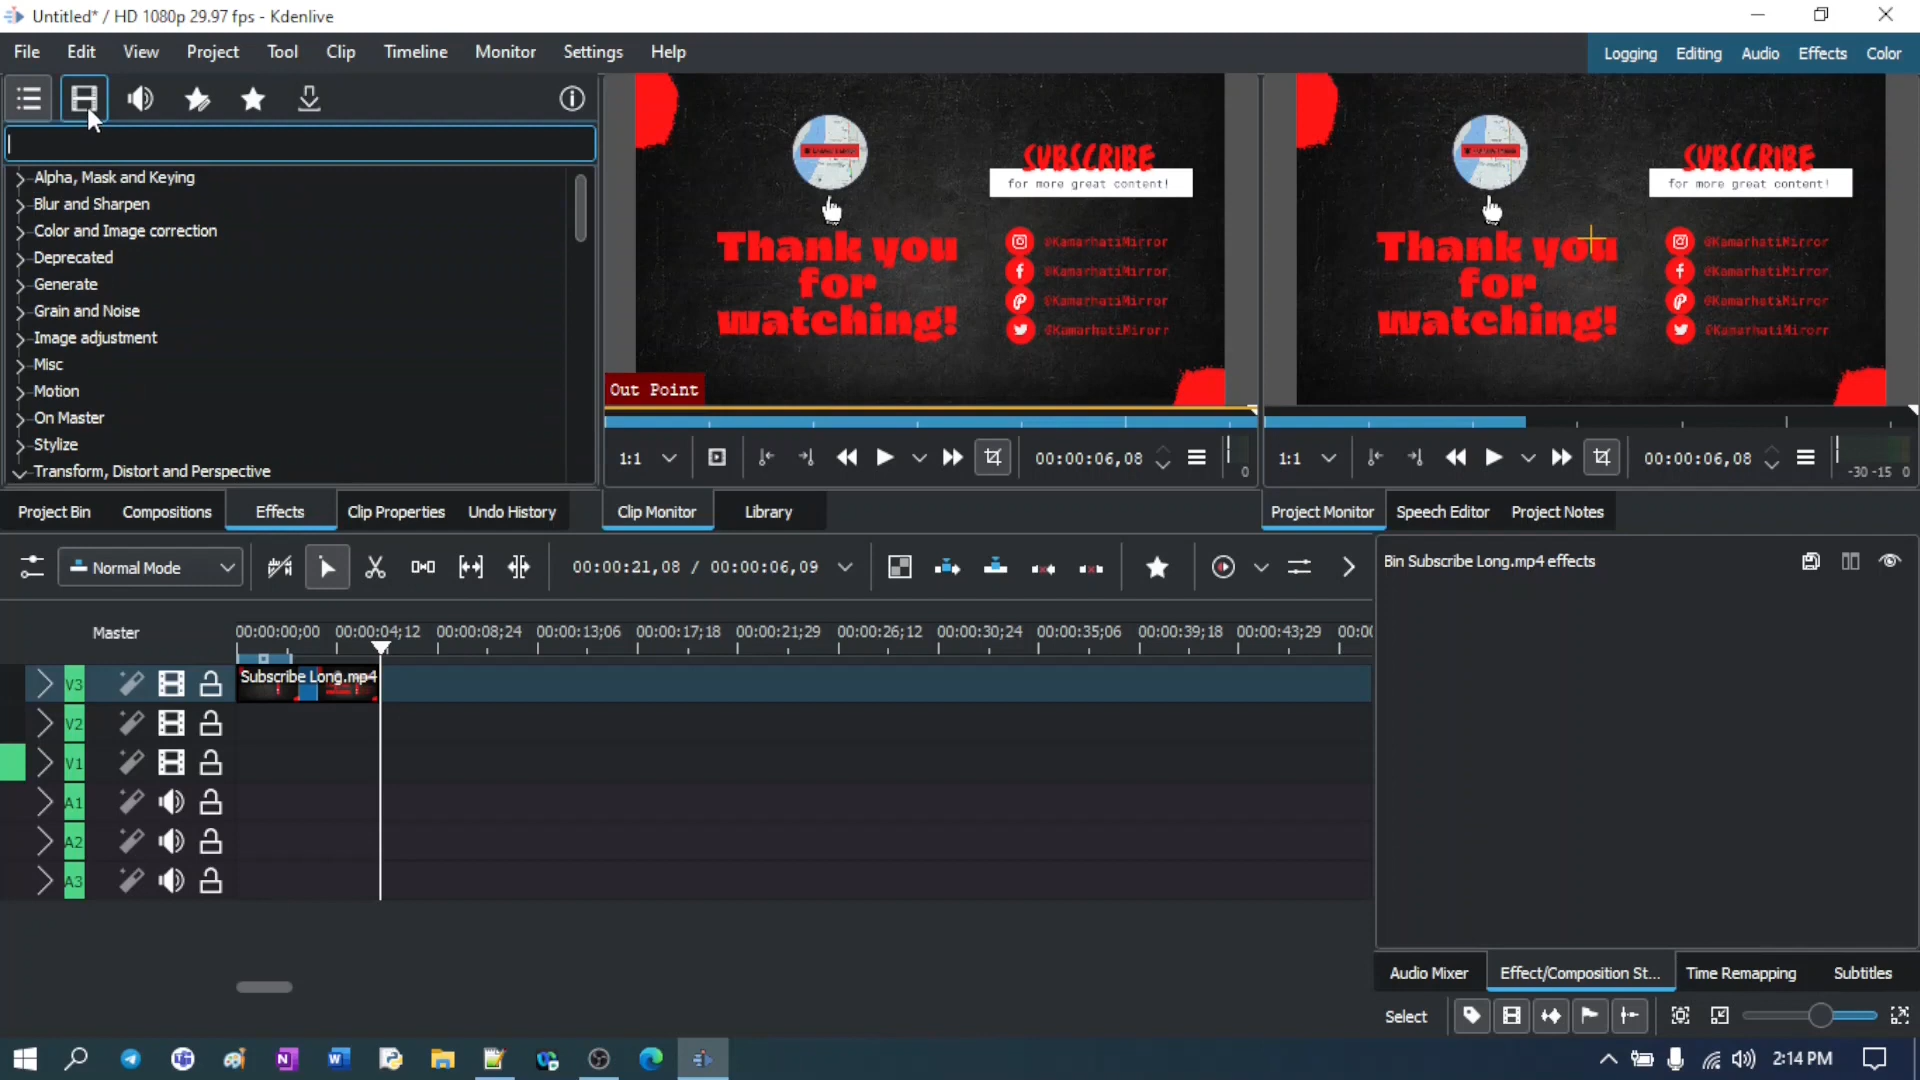 Untitled* / HD 1080p 29.97 fps - Kdenlive
File Edit View Project Tool Clip Timeline Monitor Settings Help
Logging Editing Audio Effects Color
Alpha, Mask and Keying
Blur and Sharpen
Color and Image correction
Deprecated
Generate
Grain and Noise
Image adjustment
Misc
Motion
On Master
Stylize
Transform, Distort and Perspective
SUBSCRIBE
for more great content!
Thank you
for
watching!
@KamarhatiMirror
@KamarhatiMirror
@KamarhatiMirror
@KamarhatiMirorr
Out Point
SUBSCRIBE
for more great content!
Thank you
for
watching!
@KamarhatiMirror
@KamarhatiMirror
@KamarhatiMirror
@KamarhatiMirorr
1:1 00:00:06,08 0
1:1 00:00:06,08 -30 -15 0
Project Bin Compositions Effects Clip Properties Undo History
Clip Monitor Library
Project Monitor Speech Editor Project Notes
Normal Mode 00:00:21,08 / 00:00:06,09
Bin Subscribe Long.mp4 effects
Master 00:00:00;00 00:00:04;12 00:00:08;24 00:00:13;06 00:00:17;18 00:00:21;29 00:00:26;12 00:00:30;24 00:00:35;06 00:00:39;18 00:00:43;29
V3 Subscribe Long.mp4
V2
V1
A1
A2
A3
Audio Mixer Effect/Composition St... Time Remapping Subtitles
Select
2:14 PM